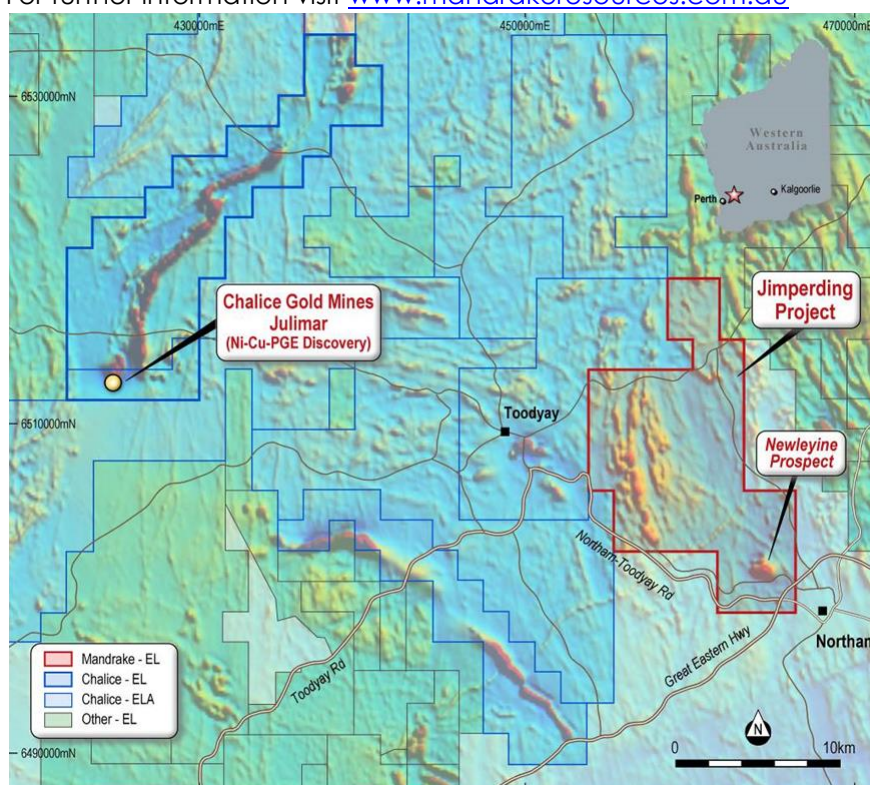 For further information visit www.mandrakeresources.com.au
430000mE
450000mE
470000mE
6530000mN
Western
Australia
Perth
Kalgoorlie
Chalice Gold Mines
Julimar
(Ni-Cu-PGE Discovery)
Jimperding
Project
6510000mN
Toodyay
Newleyine
Prospect
Northam-Toodyay Rd
Northam
Great Eastern Hwy
Toodyay Rd
Mandrake - EL
Chalice - EL
Chalice - ELA
Other - EL
N
0
10km
6490000mN